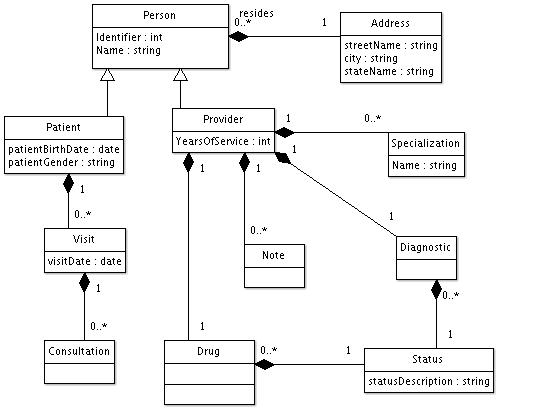 Person
resides
Identifier : int
Name : string
0..*
1
Address
streetName : string
city : string
stateName : string
Patient
patientBirthDate : date
patientGender : string
Provider
YearsOfService : int
1
0..*
Specialization
Name : string
1
1
1
1
0..*
0..*
1
Visit
visitDate : date
Note
Diagnostic
1
0..*
0..*
1
1
Consultation
Drug
0..*
1
Status
statusDescription : string